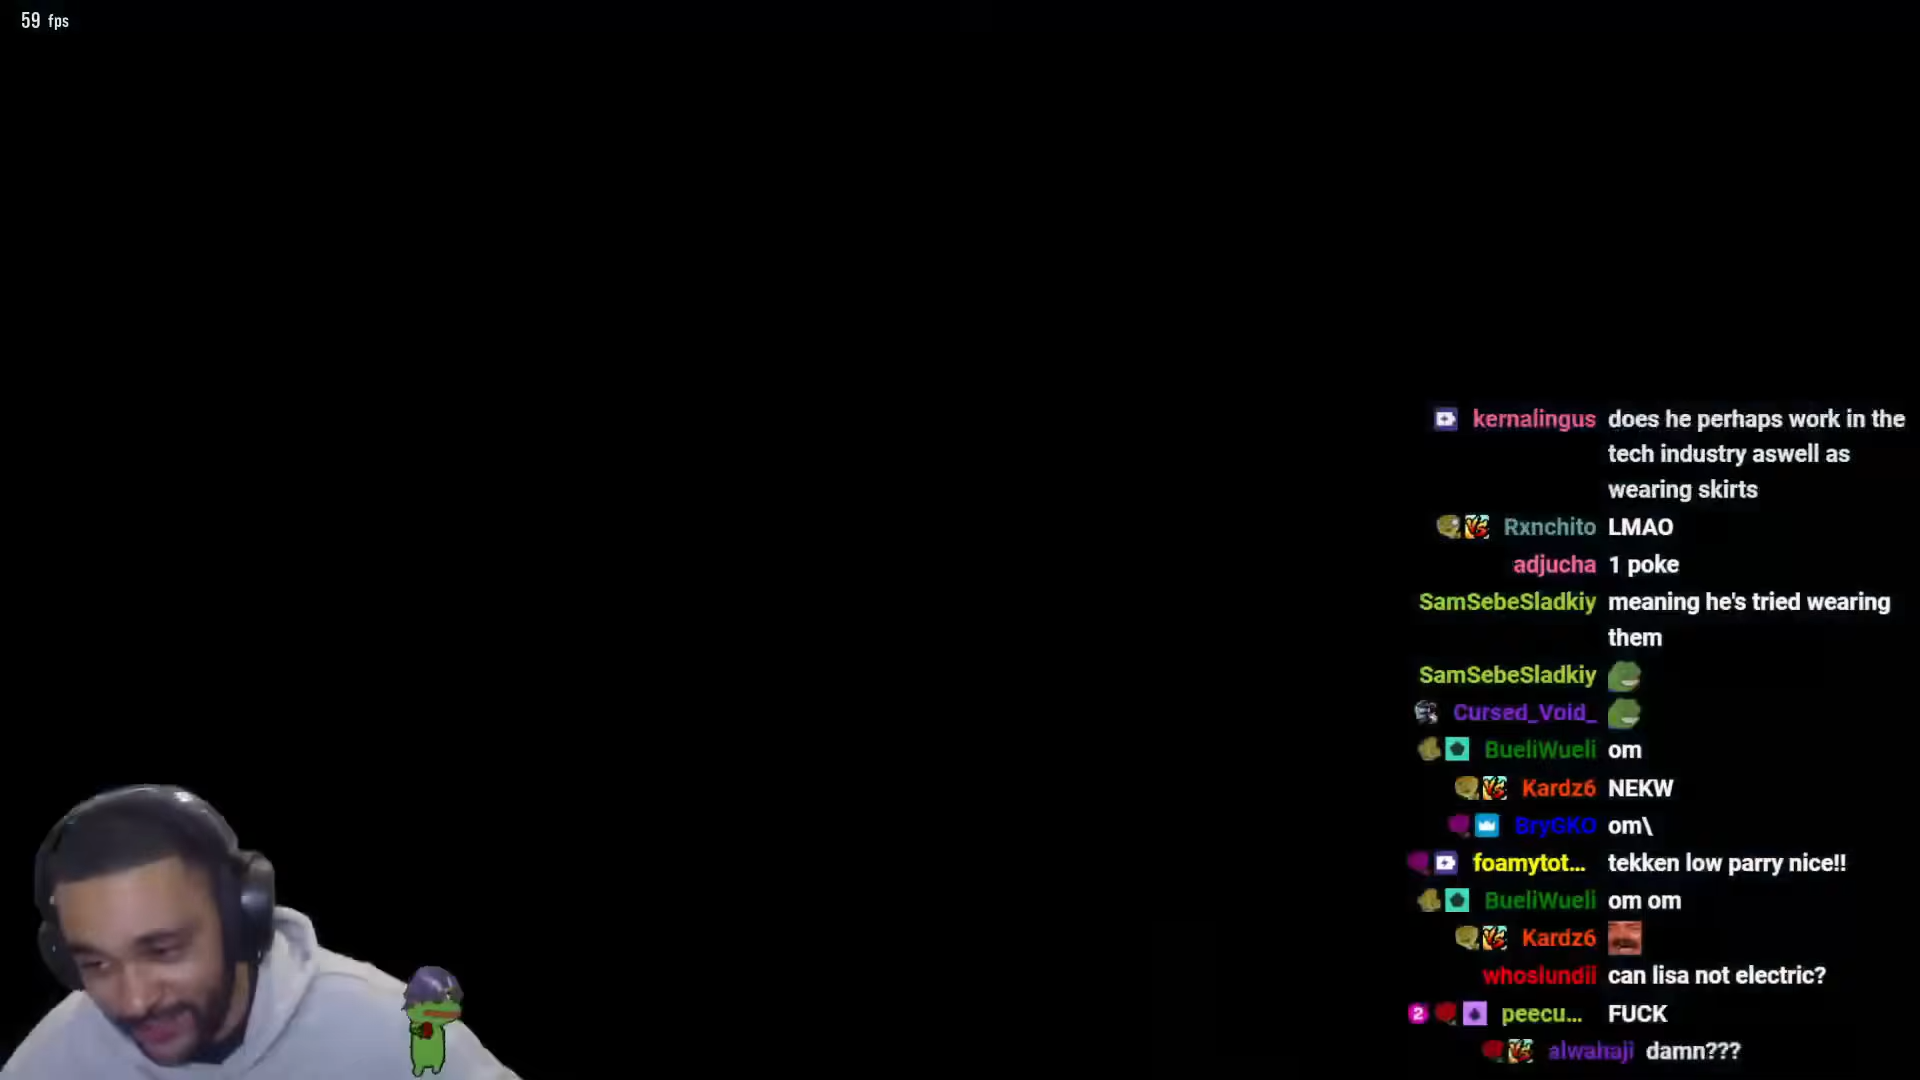 59 fps
kernalingus does he perhaps work in the
tech industry aswell as
wearing skirts
Rxnchito LMAO
adjucha 1 poke
SamSebeSladkiy meaning he's tried wearing
them
SamSebeSladkiy
Cursed_Void_
BueliWueli om
Kardz6 NEKW
BryGKO om\
foamytot... tekken low parry nice!!
BueliWueli om om
Kardz6
whoslundii can lisa not electric?
2 peecu... FUCK
alwahaji damn???